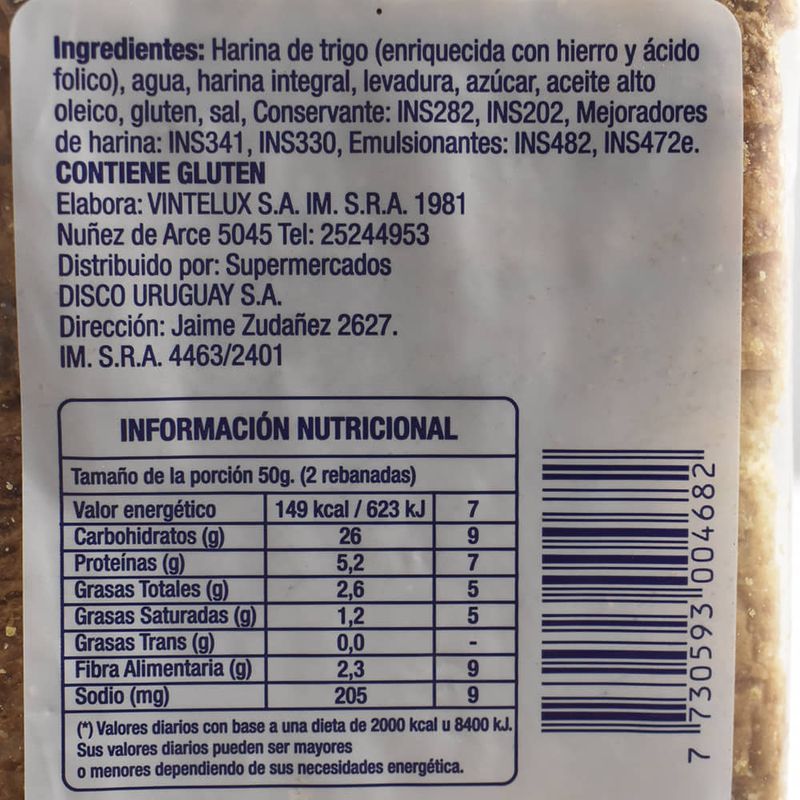 Ingredientes: Harina de trigo (enriquecida con hierro y ácido
folico), agua, harina integral, levadura, azúcar, aceite alto
oleico, gluten, sal, Conservante: INS282, INS202, Mejoradores
de harina: INS341, INS330, Emulsionantes: INS482, INS472e.
CONTIENE GLUTEN
Elabora: VINTELUX S.A. IM. S.R.A. 1981
Nuñez de Arce 5045 Tel: 25244953
Distribuido por: Supermercados
DISCO URUGUAY S.A.
Dirección: Jaime Zudañez 2627.
IM. S.R.A. 4463/2401
INFORMACIÓN NUTRICIONAL
Tamaño de la porción 50g. (2 rebanadas)
Valor energético 149 kcal / 623 kJ 7
Carbohidratos (g) 26 9
Proteínas (g) 5,2 7
Grasas Totales (g) 2,6 5
Grasas Saturadas (g) 1,2 5
Grasas Trans (g) 0,0 -
Fibra Alimentaria (g) 2,3 9
Sodio (mg) 205 9
(*) Valores diarios con base a una dieta de 2000 kcal u 8400 kJ.
Sus valores diarios pueden ser mayores
o menores dependiendo de sus necesidades energética.
7 730593 004682